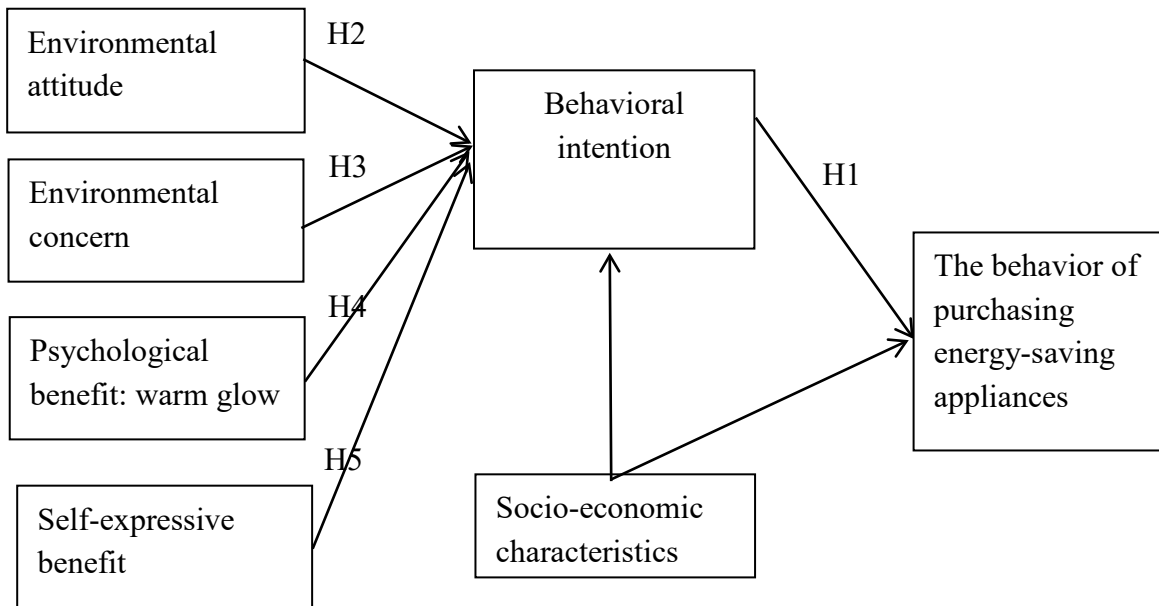 Environmental
attitude
H2
Environmental
concern
H3
Psychological
benefit: warm glow
H4
Self-expressive
benefit
H5
Behavioral
intention
H1
Socio-economic
characteristics
The behavior of
purchasing
energy-saving
appliances